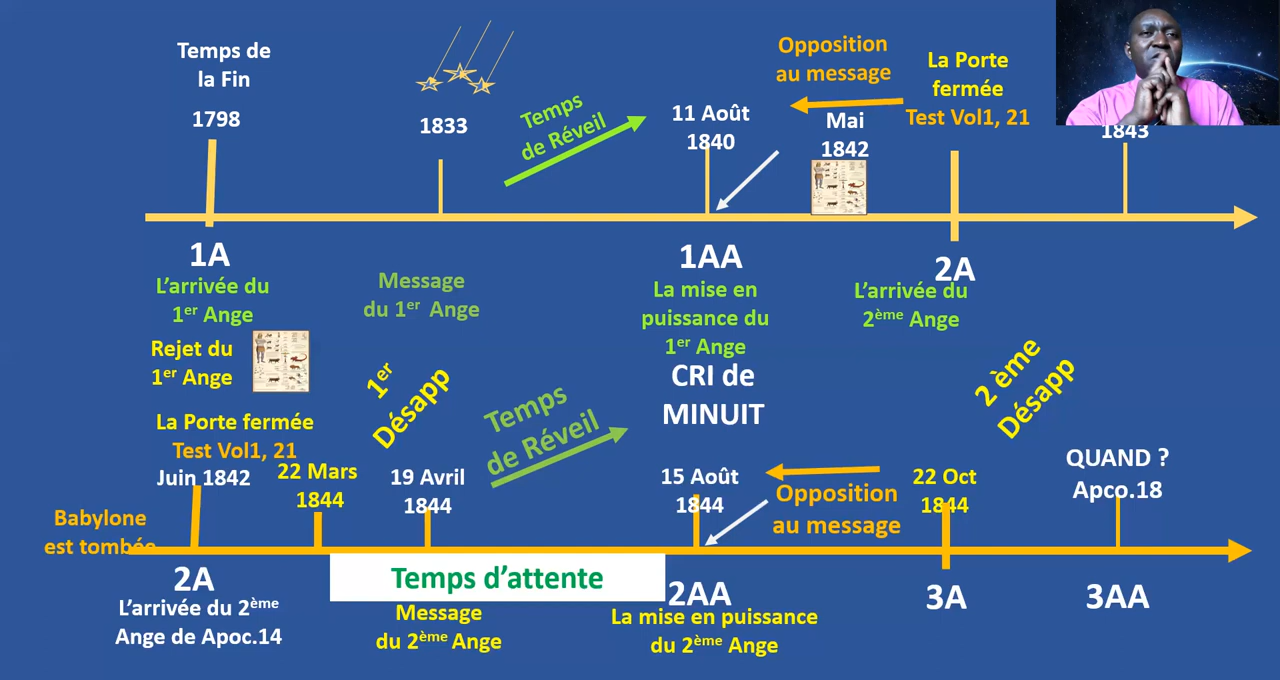 Temps de
la Fin
1798
1833
Temps
de Réveil
11 Août
1840
Opposition
au message
Mai
1842
La Porte
fermée
Test Vol1, 21
1843
1A
L'arrivée du
1er Ange
Message
du 1er Ange
1AA
La mise en
puissance du
1er Ange
2A
L'arrivée du
2ème Ange
Rejet du
1er Ange
1er
Désapp
Temps
de Réveil
CRI de
MINUIT
2 ème
Désapp
La Porte fermée
Test Vol1, 21
Juin 1842
22 Mars
1844
19 Avril
1844
15 Août
1844
Opposition
au message
22 Oct
1844
QUAND ?
Apco.18
Babylone
est tombée
2A
L'arrivée du 2ème
Ange de Apoc.14
Temps d'attente
Message
du 2ème Ange
2AA
La mise en puissance
du 2ème Ange
3A
3AA